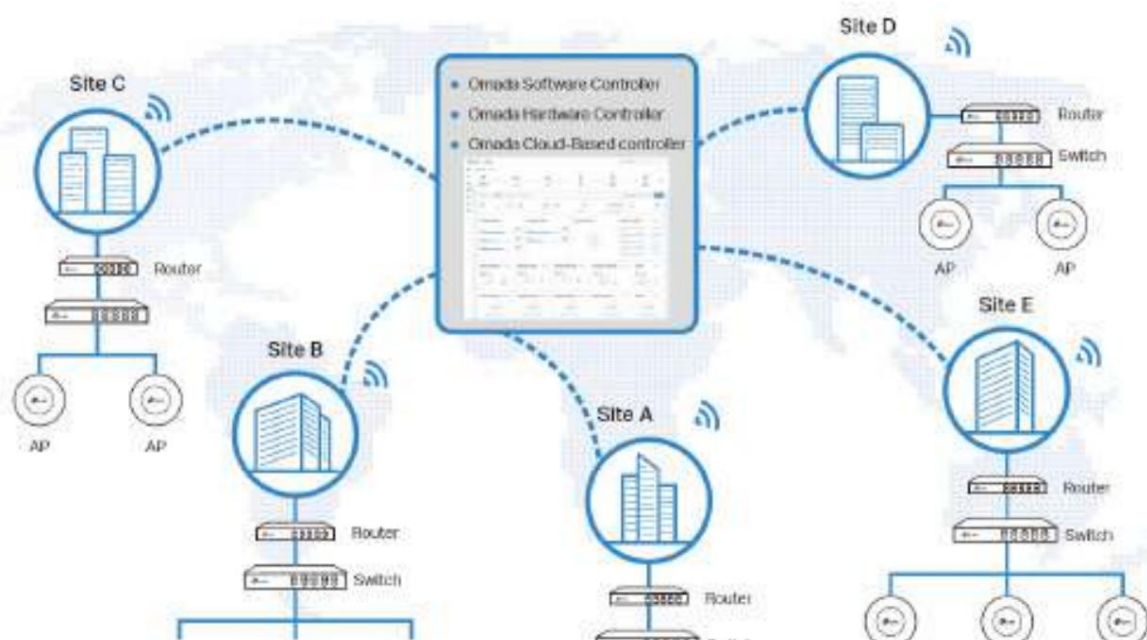 Site D
Site C
• Omada Software Controller
• Omada Hardware Controller
• Omada Cloud-Based controller
Router
Switch
Router
AP
AP
Site E
Site B
AP
AP
Site A
Router
Switch
Router
Switch
Router